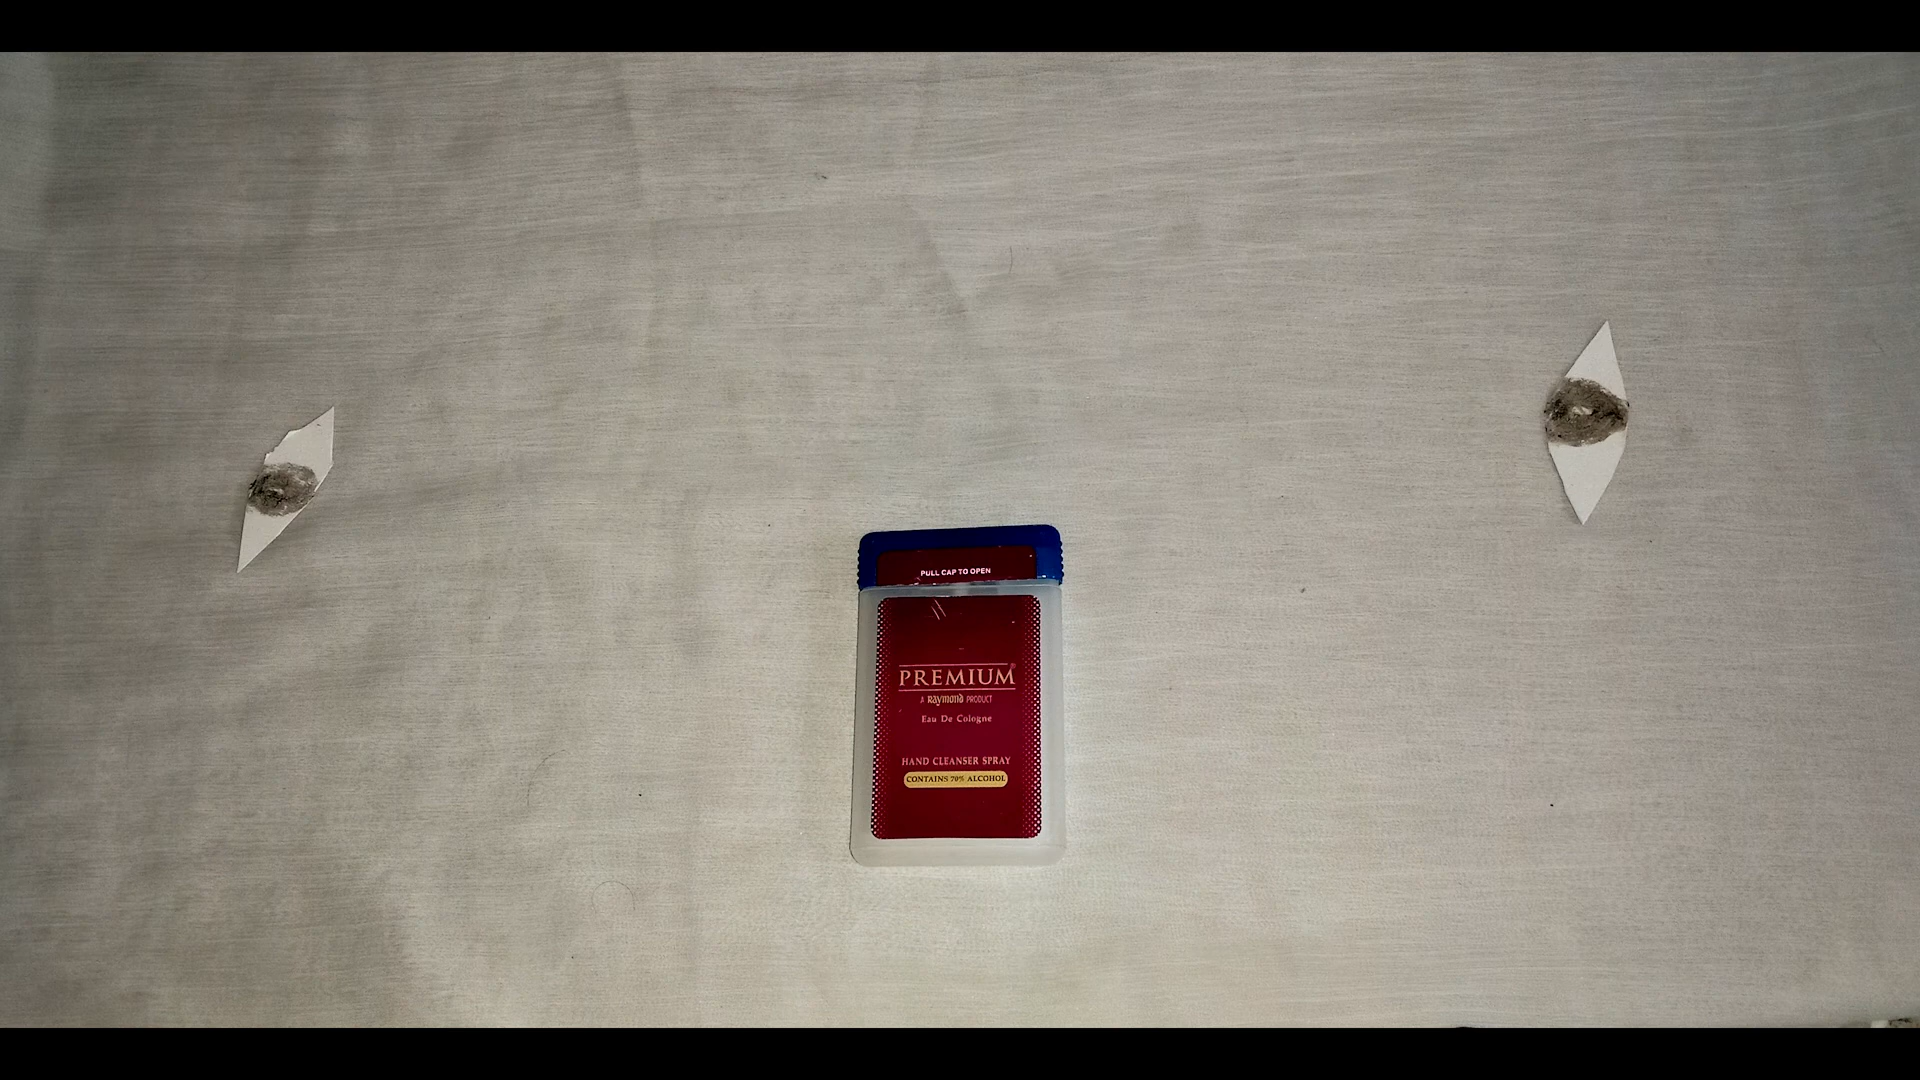 PULL CAP TO OPEN
PREMIUM®
A Raymond PRODUCT
Eau De Cologne
HAND CLEANSER SPRAY
CONTAINS 70% ALCOHOL